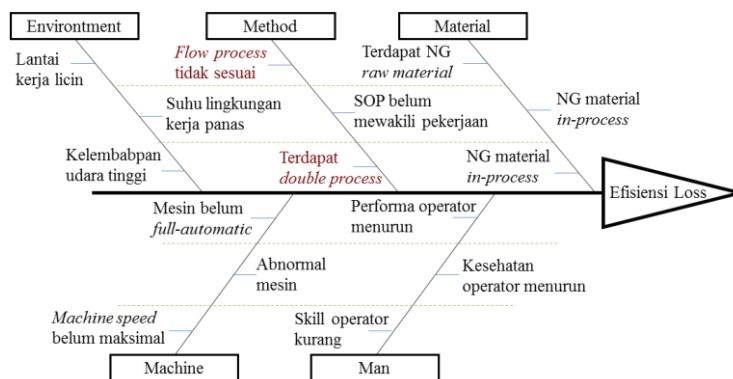 Environtment
Method
Material
Lantai
kerja licin
Flow process
tidak sesuai
Terdapat NG
raw material
Suhu lingkungan
kerja panas
SOP belum
mewakili pekerjaan
NG material
in-process
Kelembabpan
udara tinggi
Terdapat
double process
NG material
in-process
Efisiensi Loss
Mesin belum
full-automatic
Performa operator
menurun
Abnormal
mesin
Kesehatan
operator menurun
Machine speed
belum maksimal
Skill operator
kurang
Machine
Man